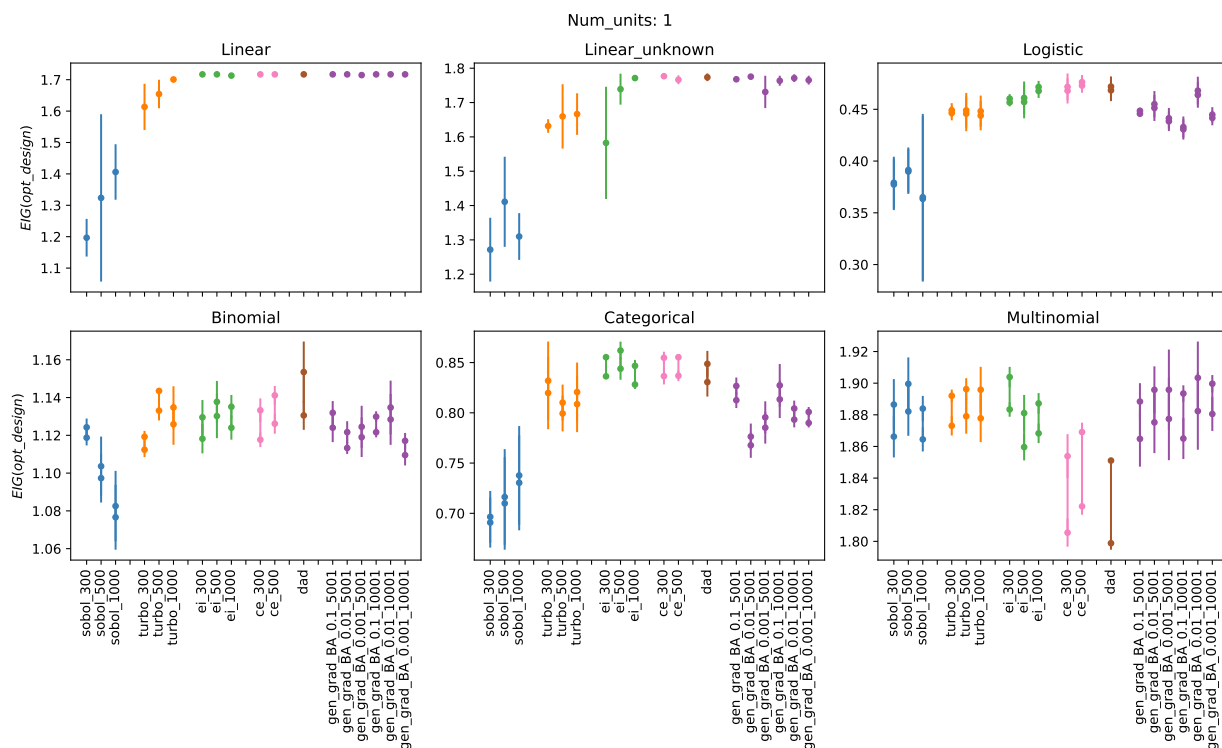 Num_units: 1
Linear
Linear_unknown
Logistic
EIG(opt_design)
1.7
1.6
1.5
1.4
1.3
1.2
1.1
1.8
1.7
1.6
1.5
1.4
1.3
1.2
0.45
0.40
0.35
0.30
Binomial
Categorical
Multinomial
EIG(opt_design)
1.16
1.14
1.12
1.10
1.08
1.06
0.85
0.80
0.75
0.70
1.92
1.90
1.88
1.86
1.84
1.82
1.80
sobol_300
sobol_500
sobol_1000
turbo_300
turbo_500
turbo_1000
ei_300
ei_500
ei_1000
ce_300
ce_500
dad
gen_grad_BA_0.1_5001
gen_grad_BA_0.01_5001
gen_grad_BA_0.001_5001
gen_grad_BA_0.1_10001
gen_grad_BA_0.01_10001
gen_grad_BA_0.001_10001
sobol_300
sobol_500
sobol_1000
turbo_300
turbo_500
turbo_1000
ei_300
ei_500
ei_1000
ce_300
ce_500
dad
gen_grad_BA_0.1_5001
gen_grad_BA_0.01_5001
gen_grad_BA_0.001_5001
gen_grad_BA_0.1_10001
gen_grad_BA_0.01_10001
gen_grad_BA_0.001_10001
sobol_300
sobol_500
sobol_1000
turbo_300
turbo_500
turbo_1000
ei_300
ei_500
ei_1000
ce_300
ce_500
dad
gen_grad_BA_0.1_5001
gen_grad_BA_0.01_5001
gen_grad_BA_0.001_5001
gen_grad_BA_0.1_10001
gen_grad_BA_0.01_10001
gen_grad_BA_0.001_10001